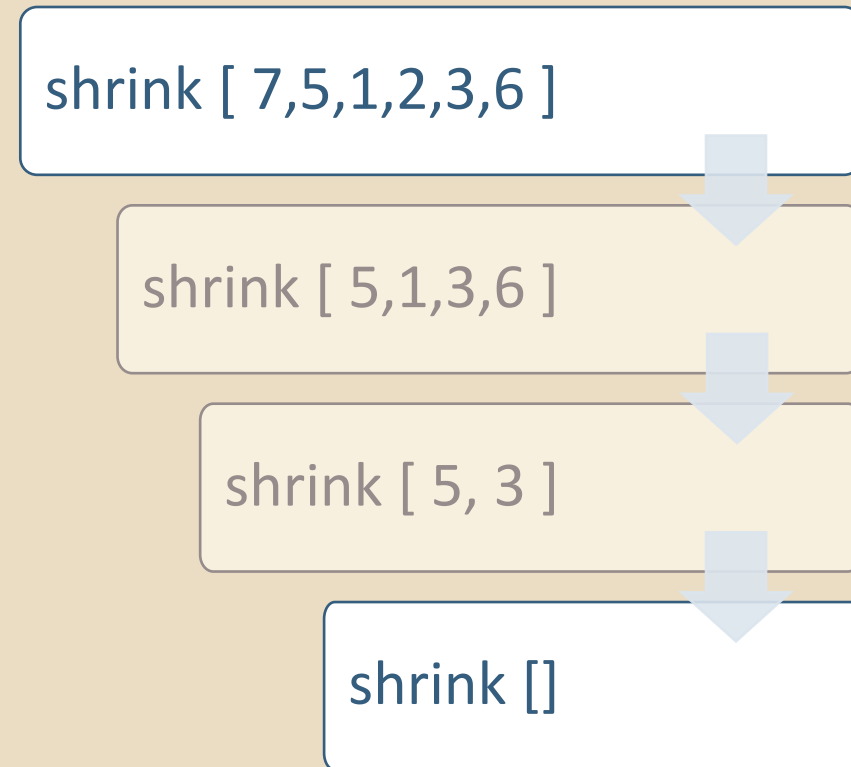 shrink [ 7,5,1,2,3,6 ]
shrink [ 5,1,3,6 ]
shrink [ 5, 3 ]
shrink []